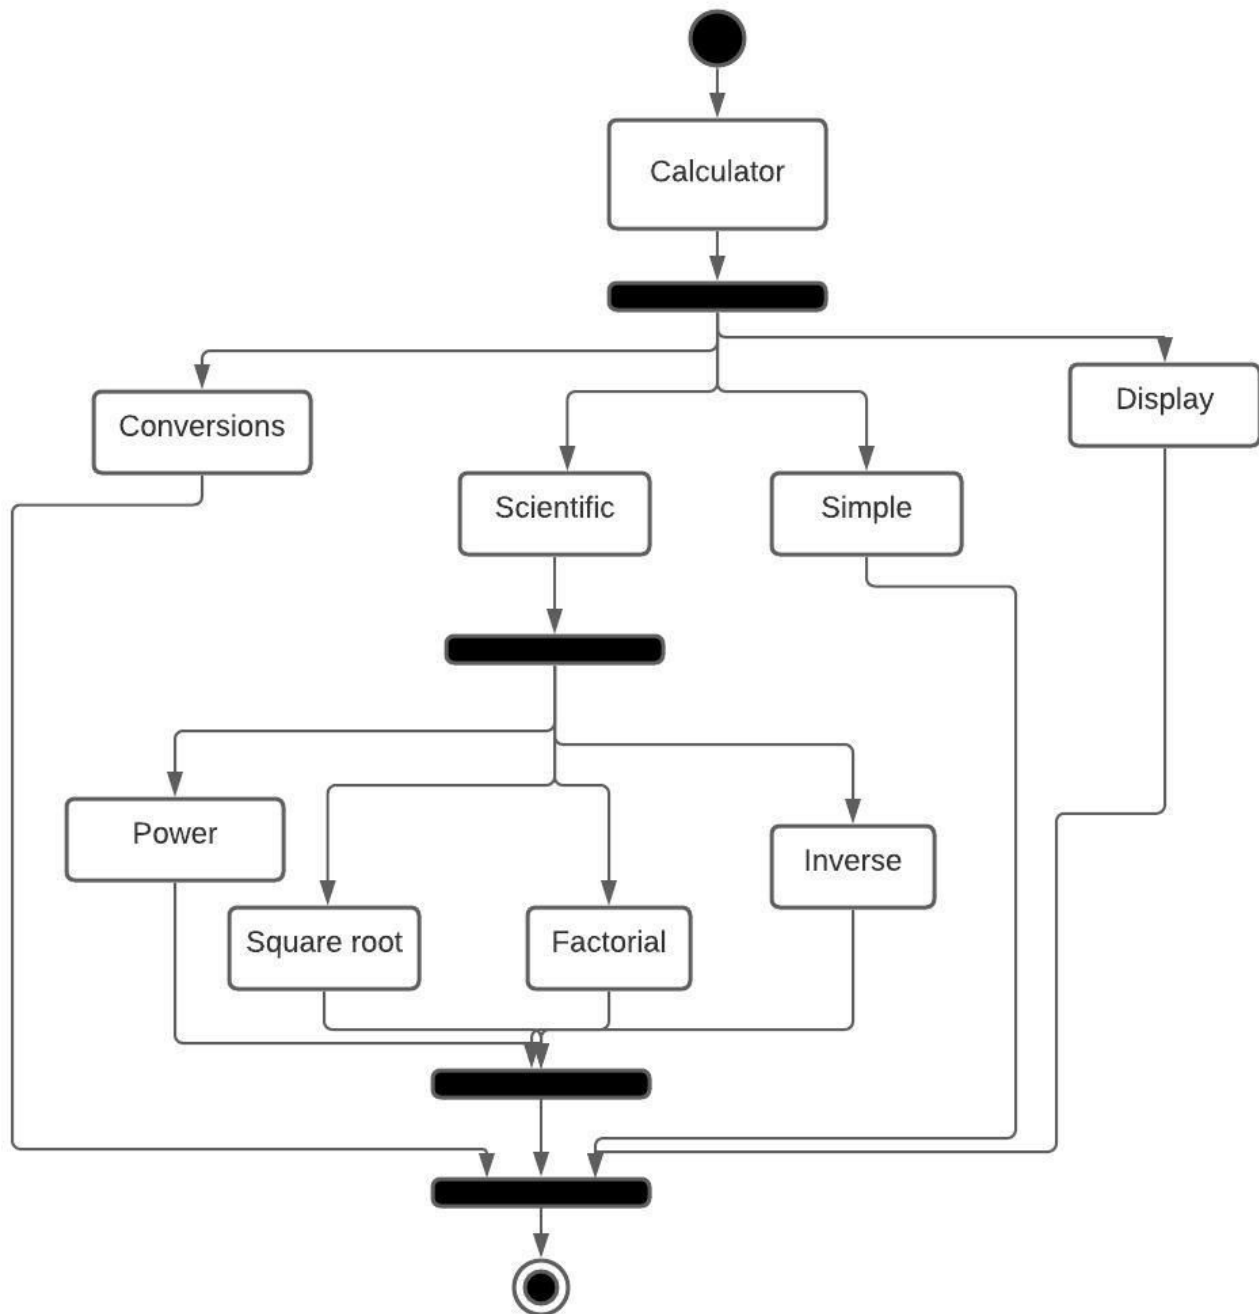 Calculator
Conversions
Display
Scientific
Simple
Power
Inverse
Square root
Factorial